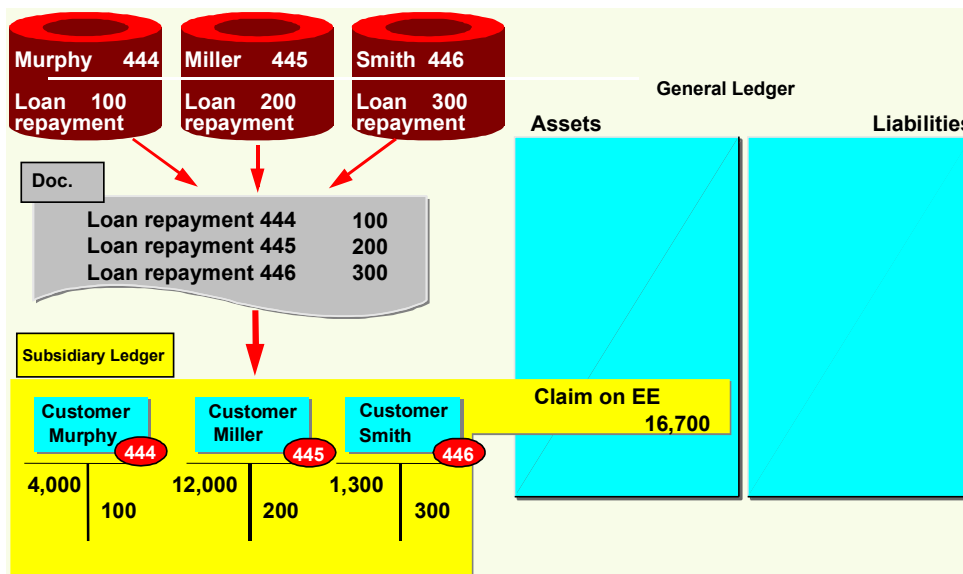 Murphy 444
Loan 100
repayment
Miller 445
Loan 200
repayment
Smith 446
Loan 300
repayment
General Ledger
Assets
Liabilities
Doc.
Loan repayment 444 100
Loan repayment 445 200
Loan repayment 446 300
Subsidiary Ledger
Claim on EE
16,700
Customer
Murphy
444
4,000
100
Customer
Miller
445
12,000
200
Customer
Smith
446
1,300
300